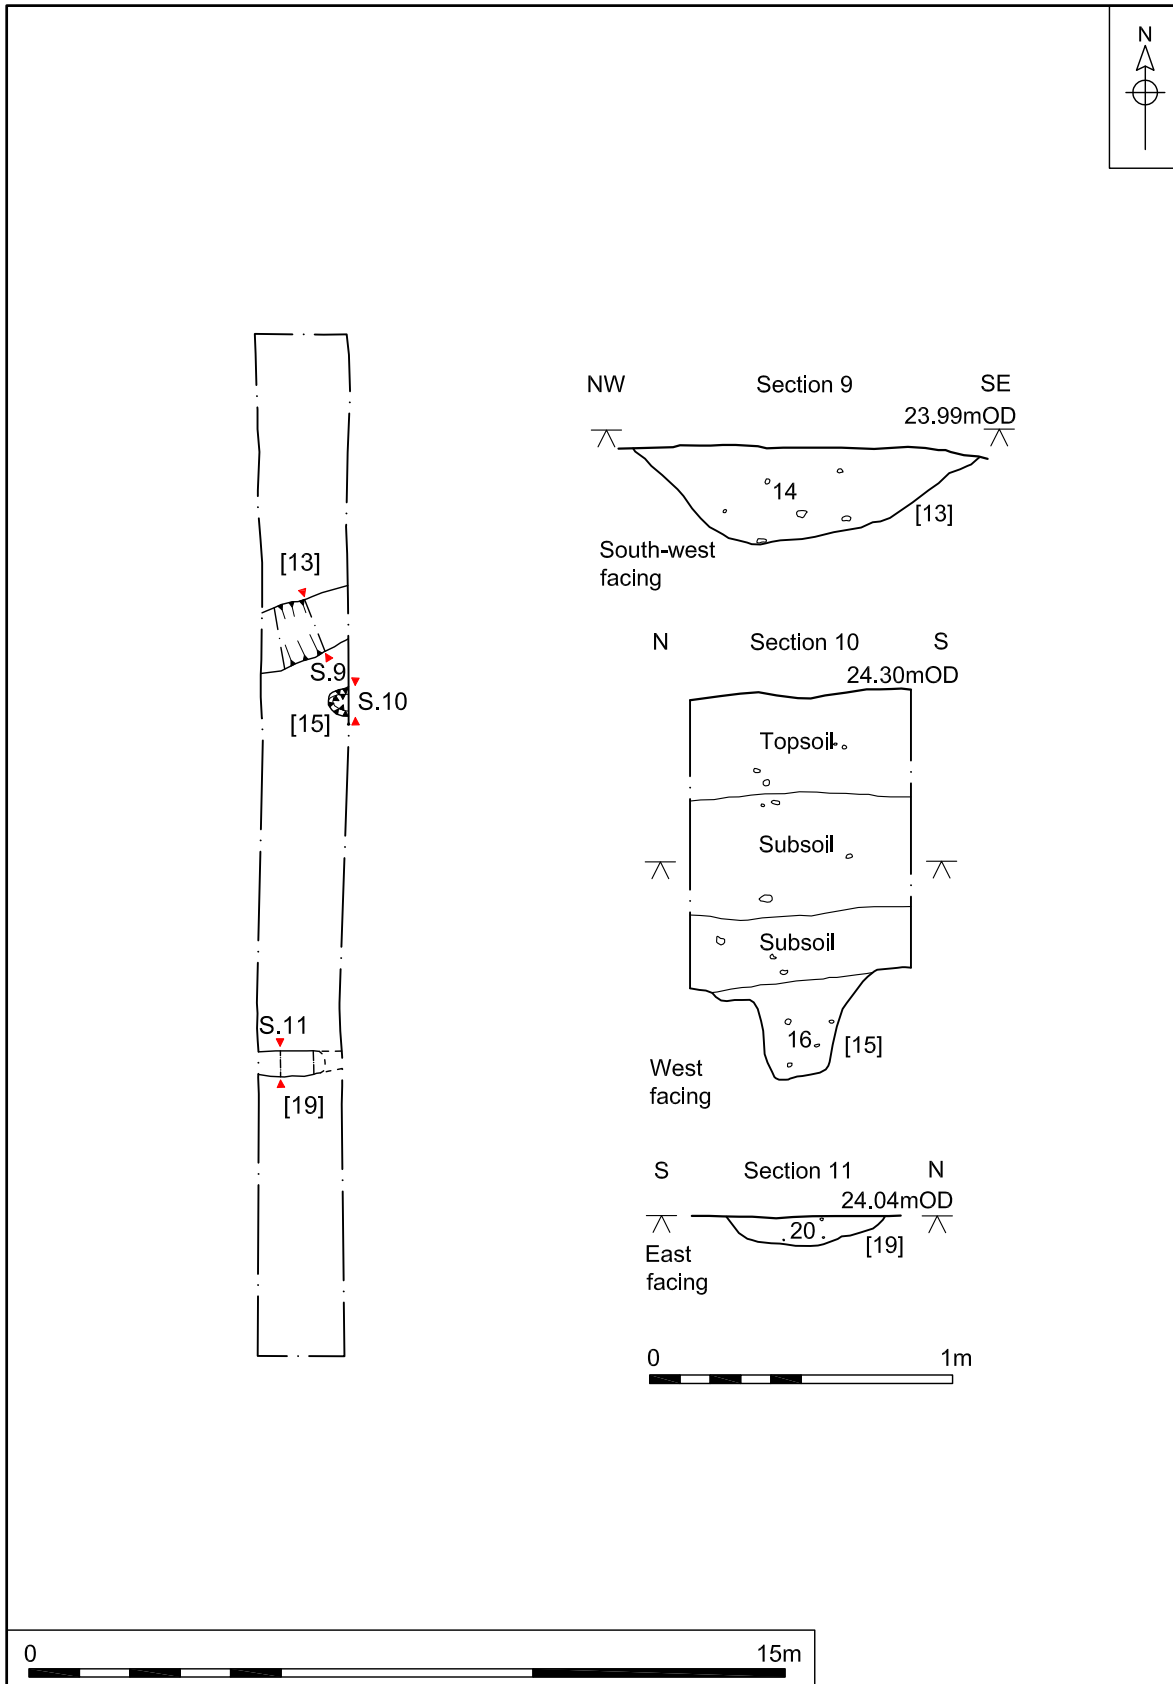 N
[13]
S.9
S.10
[15]
S.11
[19]
NW Section 9 SE
23.99mOD
14
[13]
South-west
facing
N Section 10 S
24.30mOD
Topsoil
Subsoil
Subsoil
16
[15]
West
facing
S Section 11 N
24.04mOD
20
[19]
East
facing
0 1m
0 15m